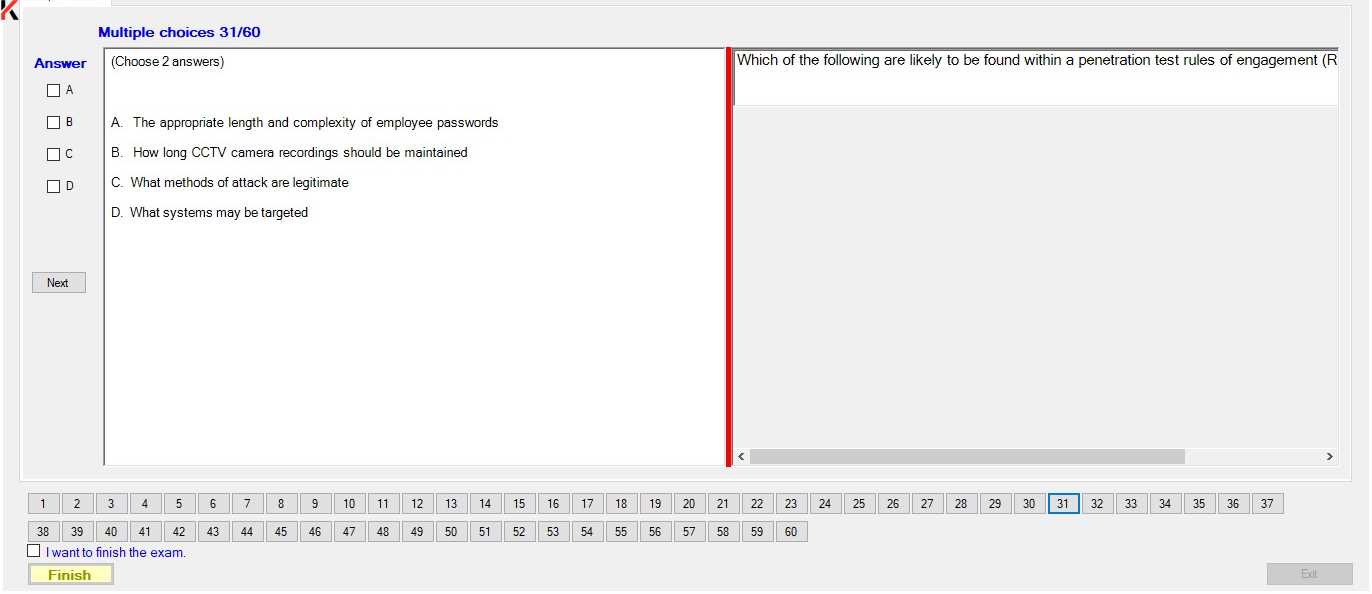 Multiple choices 31/60
Answer
A
B
C
D
Next
(Choose 2 answers)
A. The appropriate length and complexity of employee passwords
B. How long CCTV camera recordings should be maintained
C. What methods of attack are legitimate
D. What systems may be targeted
Which of the following are likely to be found within a penetration test rules of engagement (R
1 2 3 4 5 6 7 8 9 10 11 12 13 14 15 16 17 18 19 20 21 22 23 24 25 26 27 28 29 30 31 32 33 34 35 36 37
38 39 40 41 42 43 44 45 46 47 48 49 50 51 52 53 54 55 56 57 58 59 60
I want to finish the exam.
Finish
Exit